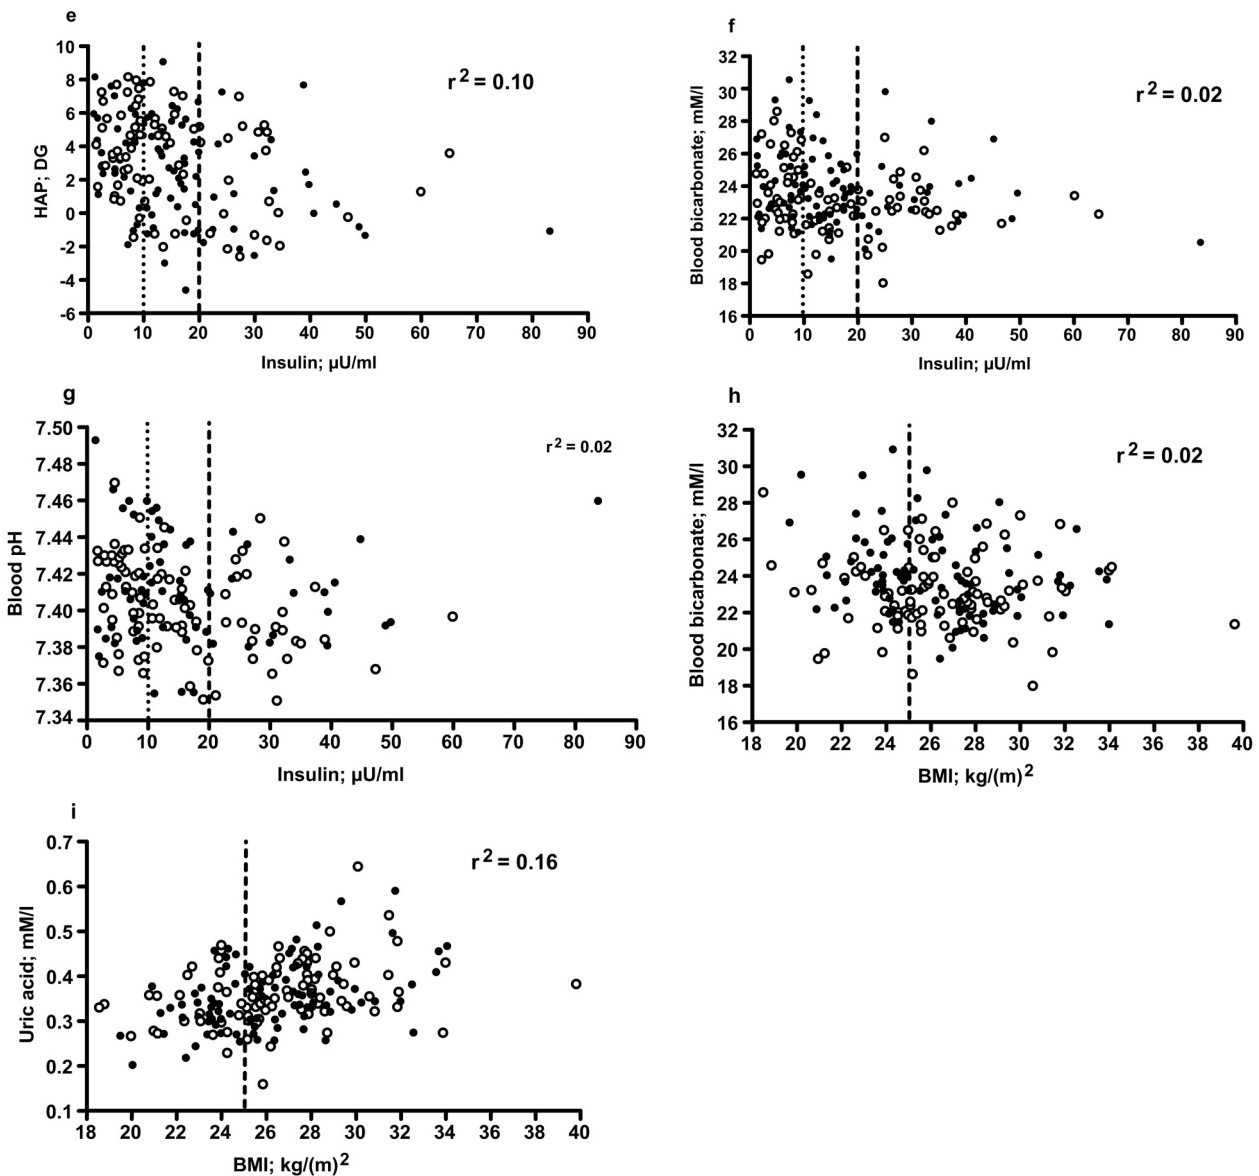 e
10
8
6
4
2
0
-2
-4
-6
HAP; DG
r² = 0.10
0 10 20 30 40 50 60 70 80 90
Insulin; µU/ml
f
32
30
28
26
24
22
20
18
16
Blood bicarbonate; mM/l
r² = 0.02
0 10 20 30 40 50 60 70 80 90
Insulin; µU/ml
g
7.50
7.48
7.46
7.44
7.42
7.40
7.38
7.36
7.34
Blood pH
r² = 0.02
0 10 20 30 40 50 60 70 80 90
Insulin; µU/ml
h
32
30
28
26
24
22
20
18
16
Blood bicarbonate; mM/l
r² = 0.02
18 20 22 24 26 28 30 32 34 36 38 40
BMI; kg/(m)²
i
0.7
0.6
0.5
0.4
0.3
0.2
0.1
Uric acid; mM/l
r² = 0.16
18 20 22 24 26 28 30 32 34 36 38 40
BMI; kg/(m)²